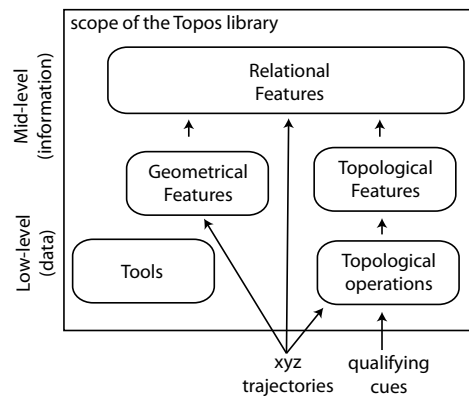 scope of the Topos library
Mid-level
(information)
Relational
Features
Geometrical
Features
Topological
Features
Low-level
(data)
Tools
Topological
operations
xyz
trajectories
qualifying
cues